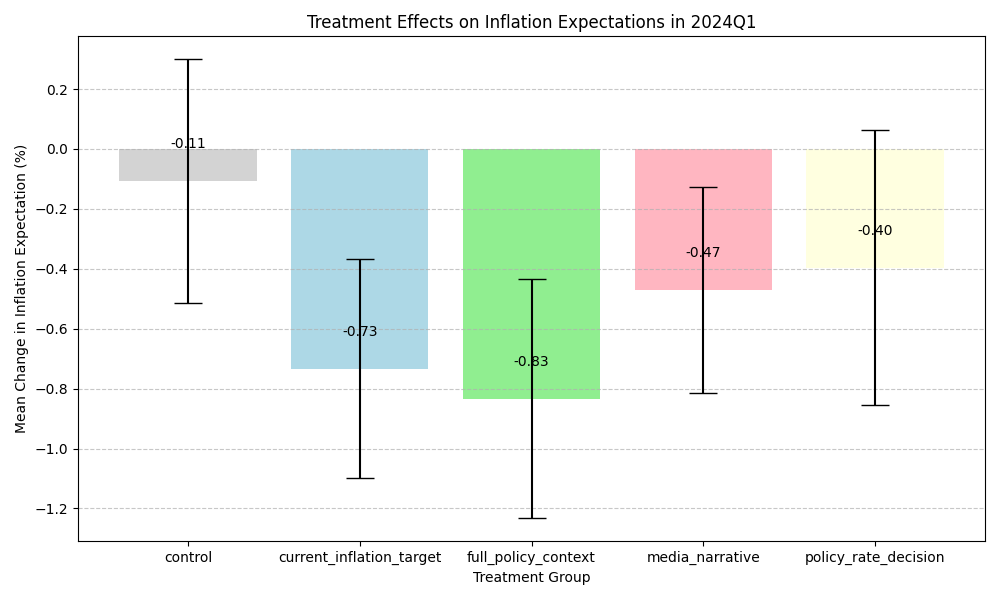 Treatment Effects on Inflation Expectations in 2024Q1
Mean Change in Inflation Expectation (%)
0.2
0.0
−0.2
−0.4
−0.6
−0.8
−1.0
−1.2
-0.11
-0.73
-0.83
-0.47
-0.40
control
current_inflation_target
full_policy_context
media_narrative
policy_rate_decision
Treatment Group